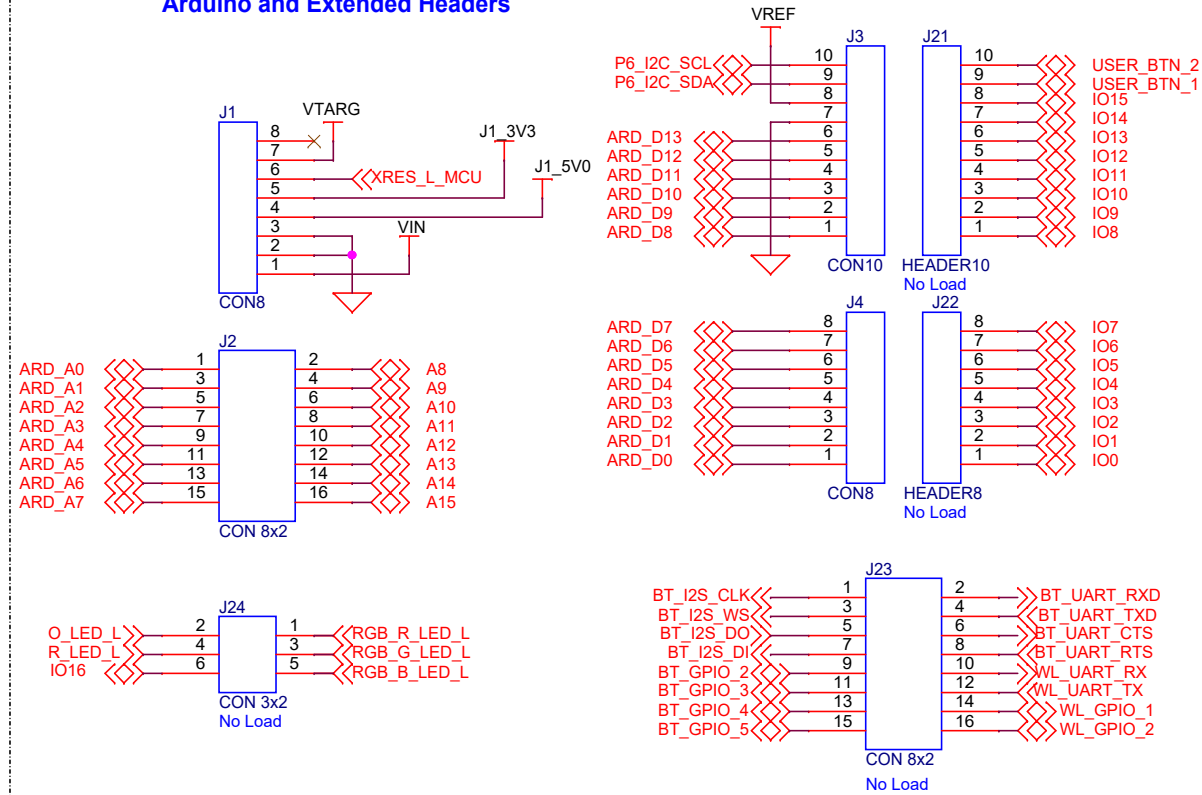 Arduino and Extended Headers
J1
VTARG
8
7
6
5
4
3
2
1
XRES_L_MCU
J1_3V3
J1_5V0
VIN
CON8
J2
ARD_A0 1 2 A8
ARD_A1 3 4 A9
ARD_A2 5 6 A10
ARD_A3 7 8 A11
ARD_A4 9 10 A12
ARD_A5 11 12 A13
ARD_A6 13 14 A14
ARD_A7 15 16 A15
CON 8x2
J24
O_LED_L 2 1 RGB_R_LED_L
R_LED_L 4 3 RGB_G_LED_L
IO16 6 5 RGB_B_LED_L
CON 3x2
No Load
VREF
J3
P6_I2C_SCL 10
P6_I2C_SDA 9
8
7
ARD_D13 6
ARD_D12 5
ARD_D11 4
ARD_D10 3
ARD_D9 2
ARD_D8 1
CON10
J21
10 USER_BTN_2
9 USER_BTN_1
8 IO15
7 IO14
6 IO13
5 IO12
4 IO11
3 IO10
2 IO9
1 IO8
HEADER10
No Load
J4
ARD_D7 8
ARD_D6 7
ARD_D5 6
ARD_D4 5
ARD_D3 4
ARD_D2 3
ARD_D1 2
ARD_D0 1
CON8
J22
8 IO7
7 IO6
6 IO5
5 IO4
4 IO3
3 IO2
2 IO1
1 IO0
HEADER8
No Load
J23
BT_I2S_CLK 1 2 BT_UART_RXD
BT_I2S_WS 3 4 BT_UART_TXD
BT_I2S_DO 5 6 BT_UART_CTS
BT_I2S_DI 7 8 BT_UART_RTS
BT_GPIO_2 9 10 WL_UART_RX
BT_GPIO_3 11 12 WL_UART_TX
BT_GPIO_4 13 14 WL_GPIO_1
BT_GPIO_5 15 16 WL_GPIO_2
CON 8x2
No Load